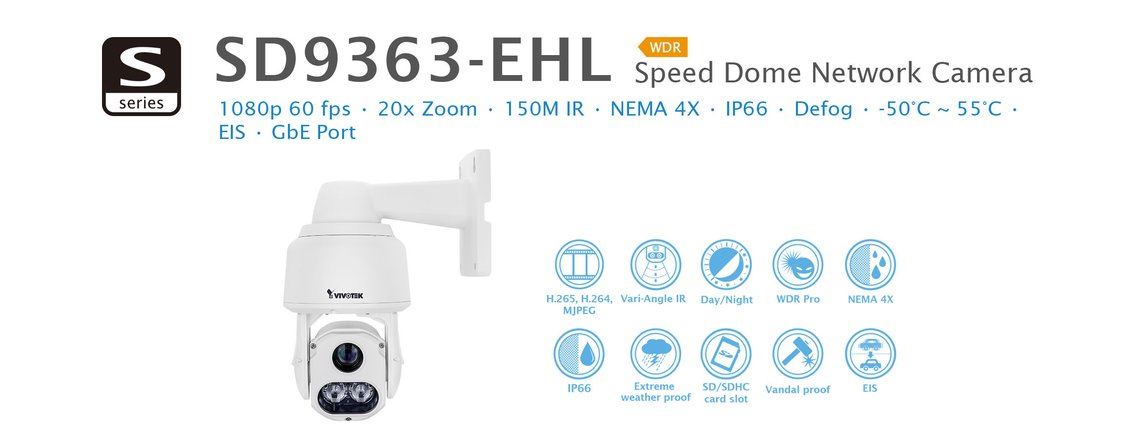 S
series
SD9363-EHL
WDR
Speed Dome Network Camera
1080p 60 fps · 20x Zoom · 150M IR · NEMA 4X · IP66 · Defog · -50°C ~ 55°C ·
EIS · GbE Port
VIVOTEK
H.265, H.264,
MJPEG
Vari-Angle IR
Day/Night
WDR Pro
NEMA 4X
IP66
Extreme
weather proof
SD
SD/SDHC
card slot
Vandal proof
EIS